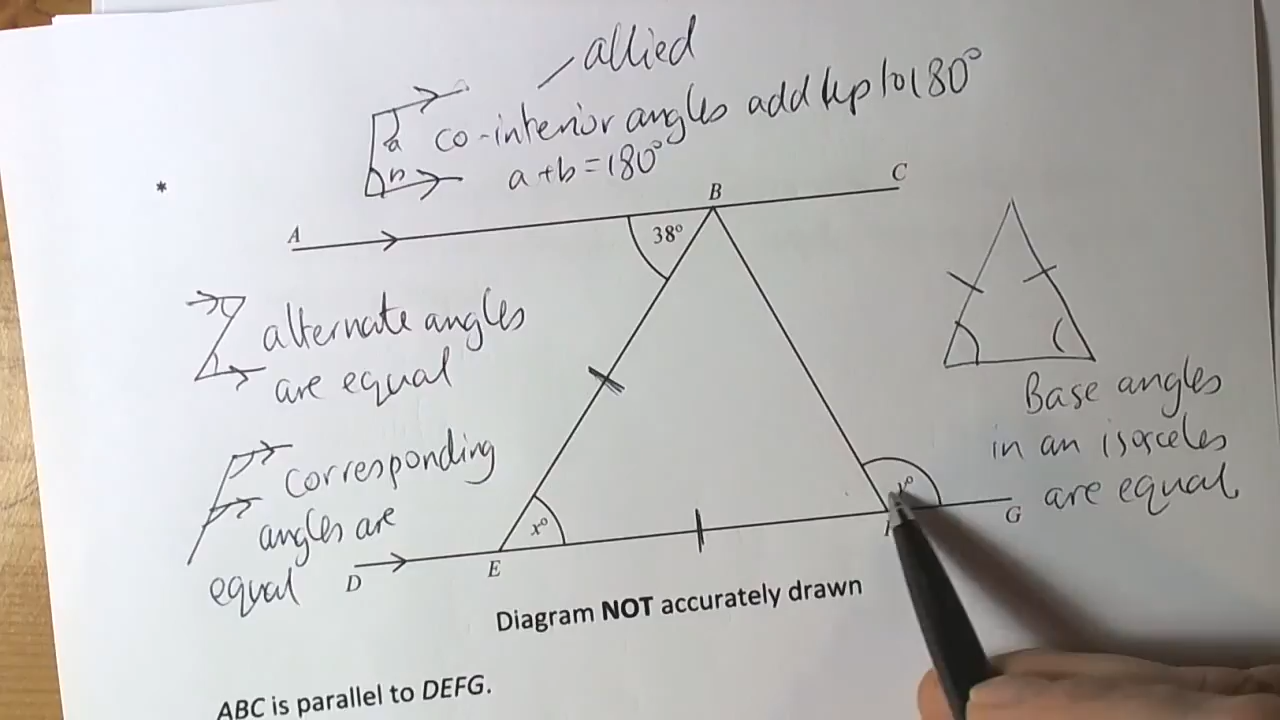 allied
co-interior angles add up to 180°
a
b
a+b=180°
*
A
B
C
38°
alternate angles
are equal
Base angles
in an isosceles
are equal
corresponding
angles are
equal
x°
D
E
G
Diagram NOT accurately drawn
ABC is parallel to DEFG.